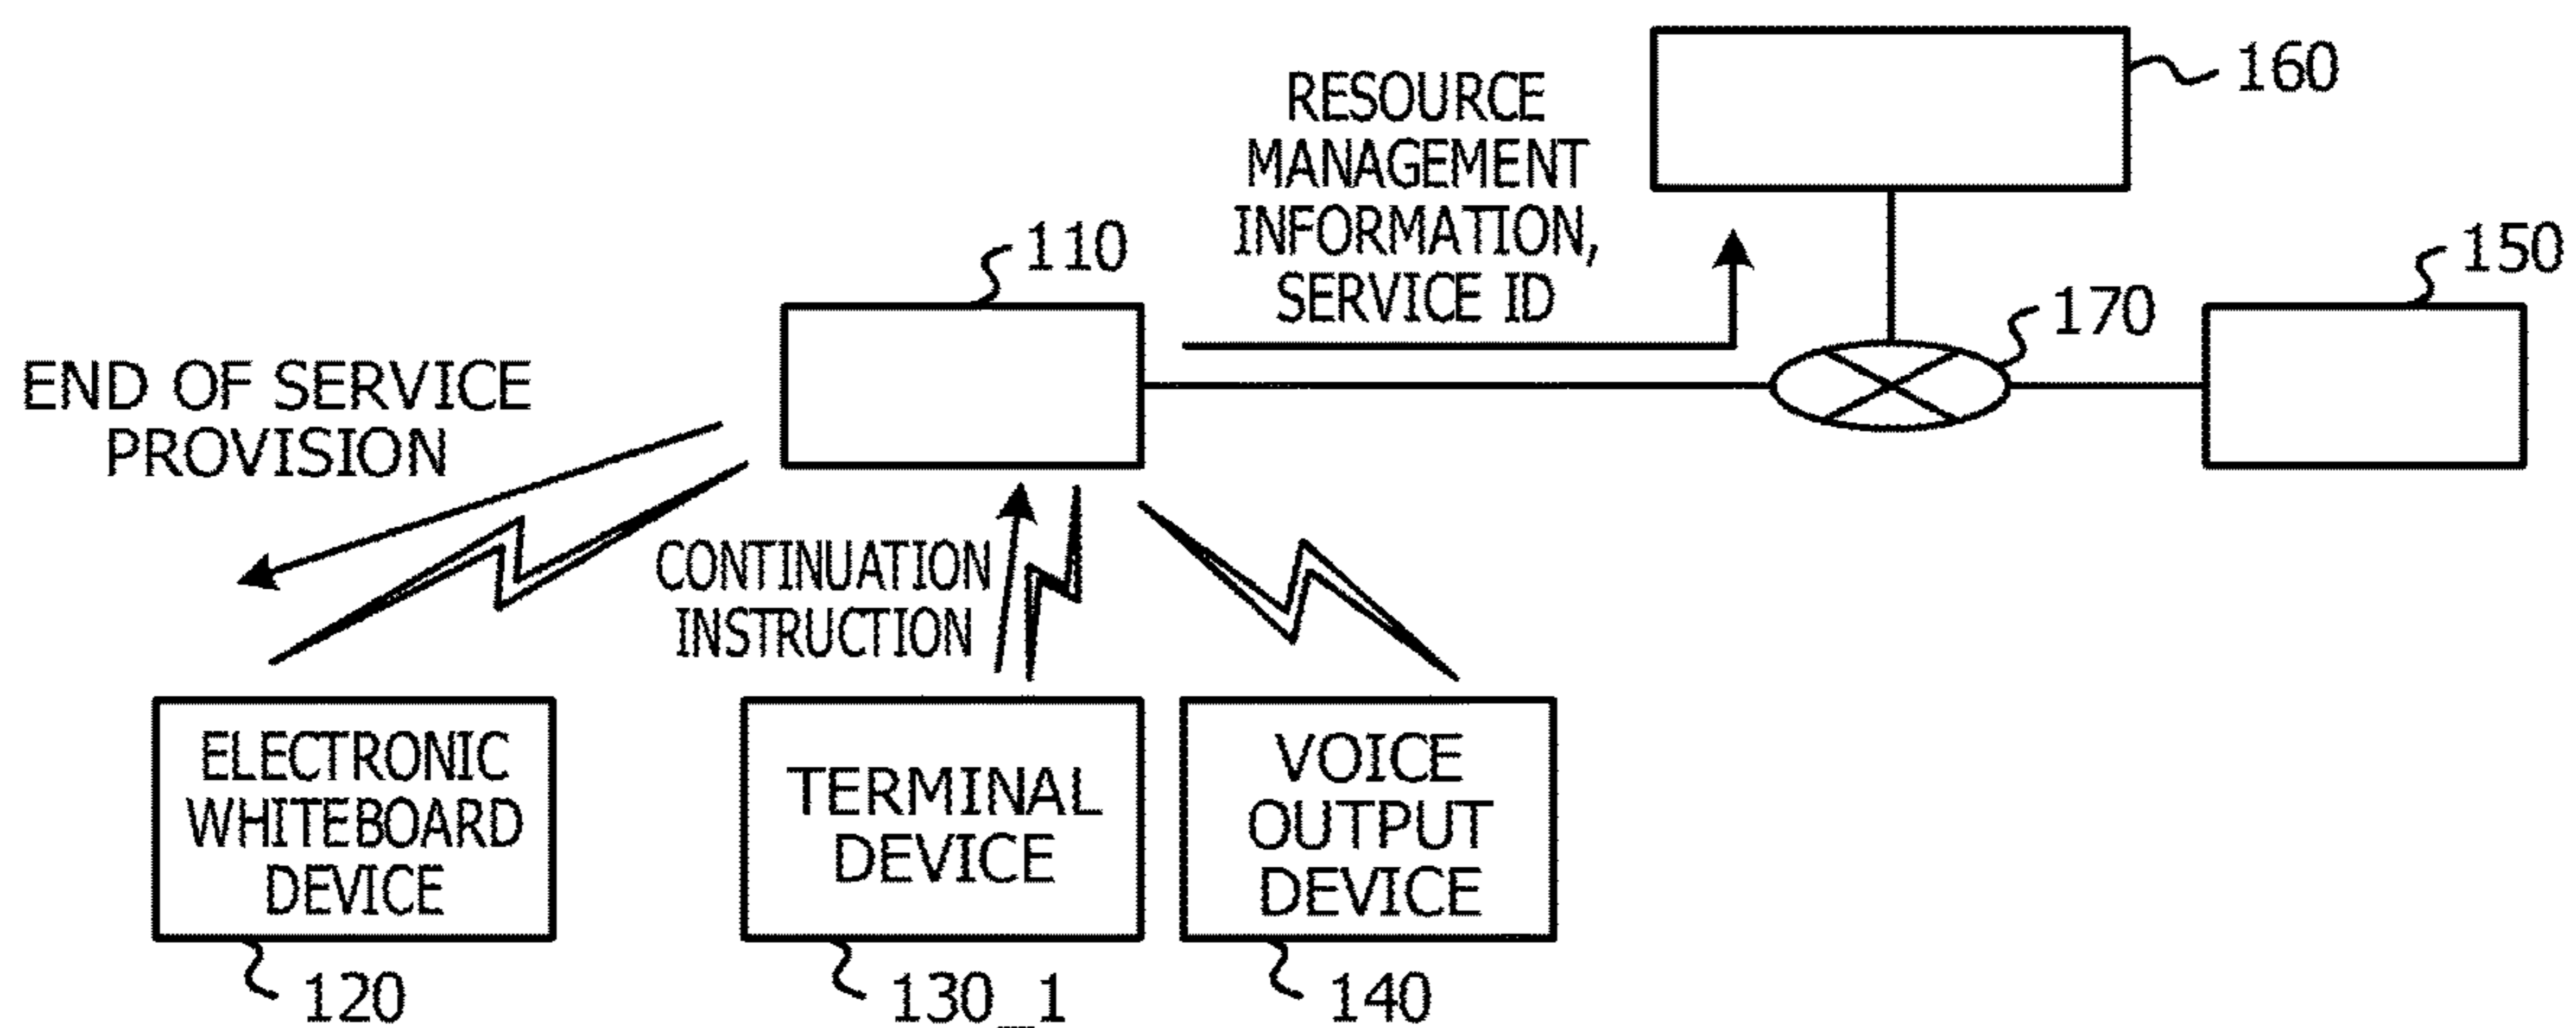 160
RESOURCE
MANAGEMENT
INFORMATION,
SERVICE ID
110
150
170
END OF SERVICE
PROVISION
CONTINUATION
INSTRUCTION
ELECTRONIC
WHITEBOARD
DEVICE
TERMINAL
DEVICE
VOICE
OUTPUT
DEVICE
120
130_1
140